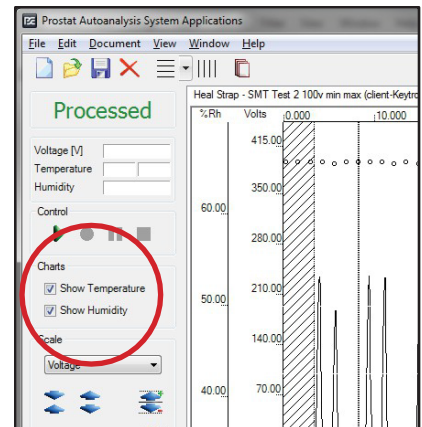 Prostat Autoanalysis System Applications
File Edit Document View Window Help
Processed
Voltage [V]
Temperature
Humidity
Control
Charts
Show Temperature
Show Humidity
Scale
Voltage
Heal Strap - SMT Test 2 100v min max (client-Keytro
%Rh Volts 0.000 10.000
415.00
350.00
60.00
280.00
210.00
50.00
140.00
70.00
40.00